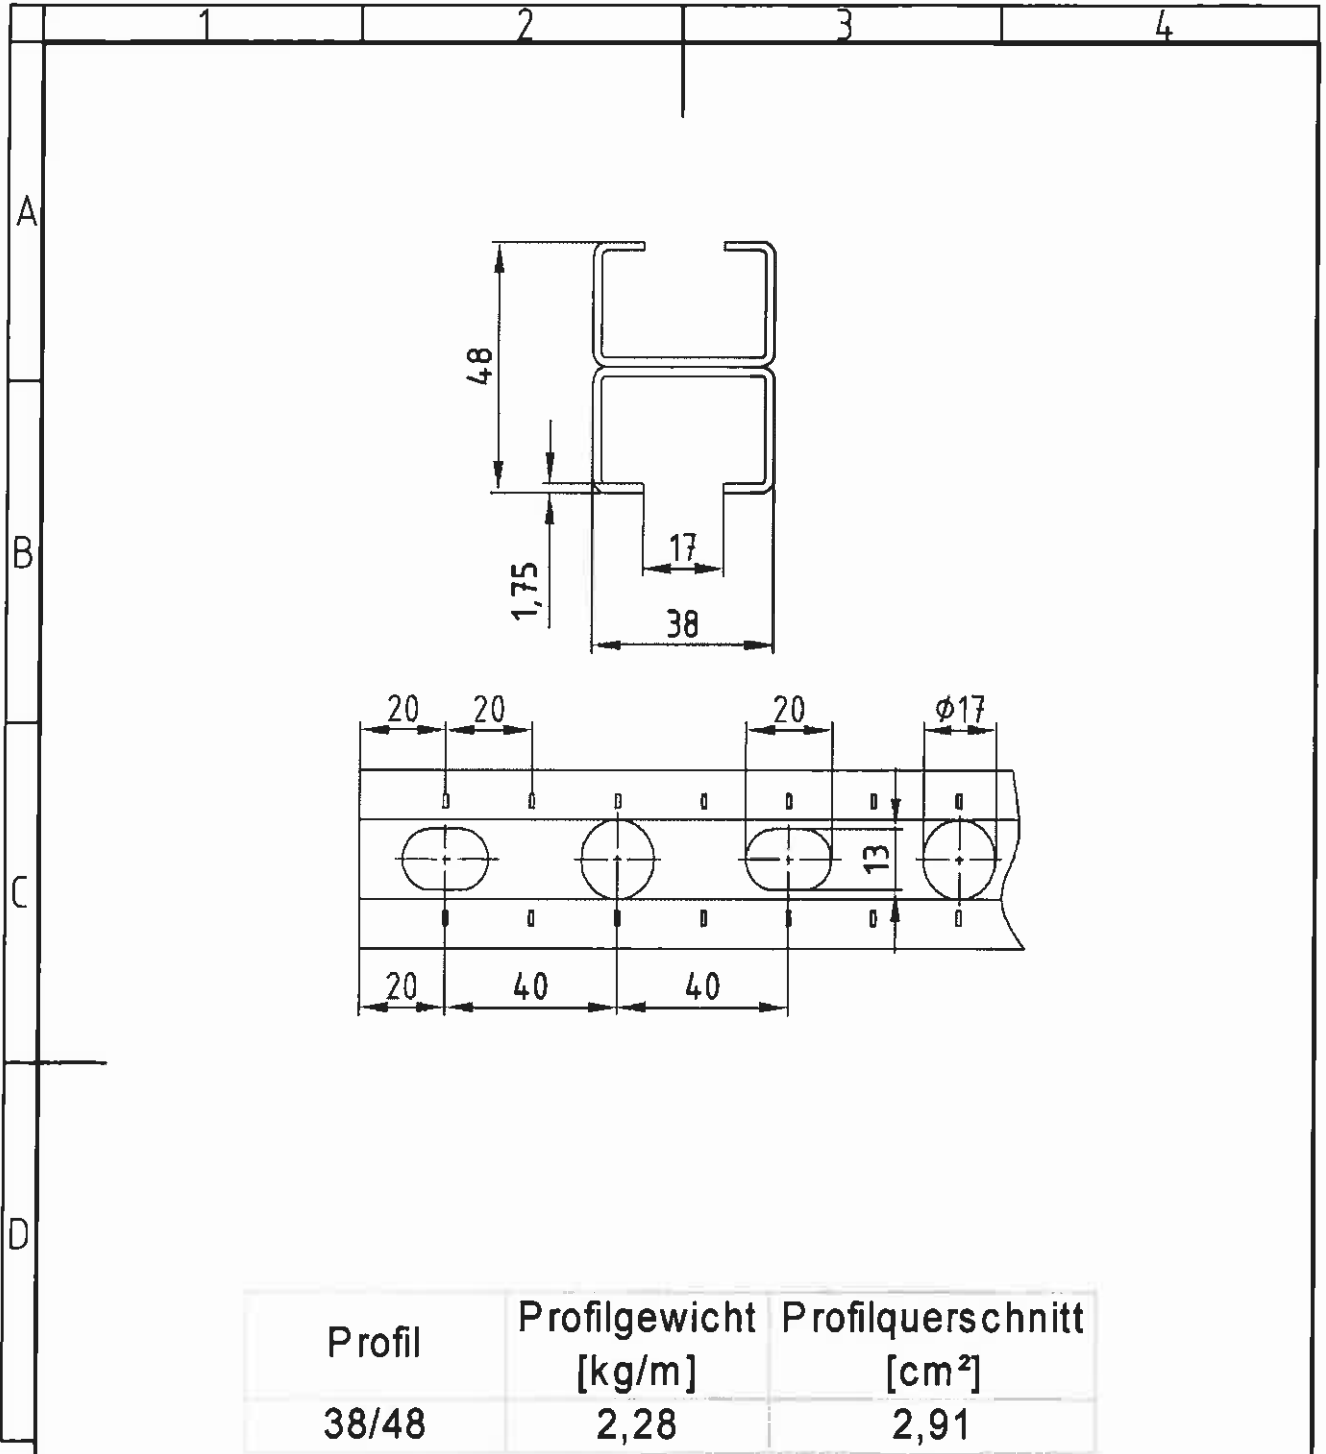 1 2 3 4
A
48
B
17
1,75
38
20 20 20 ϕ17
13
C
20 40 40
D
Profil Profilgewicht [kg/m] Profilquerschnitt [cm²]
38/48 2,28 2,91